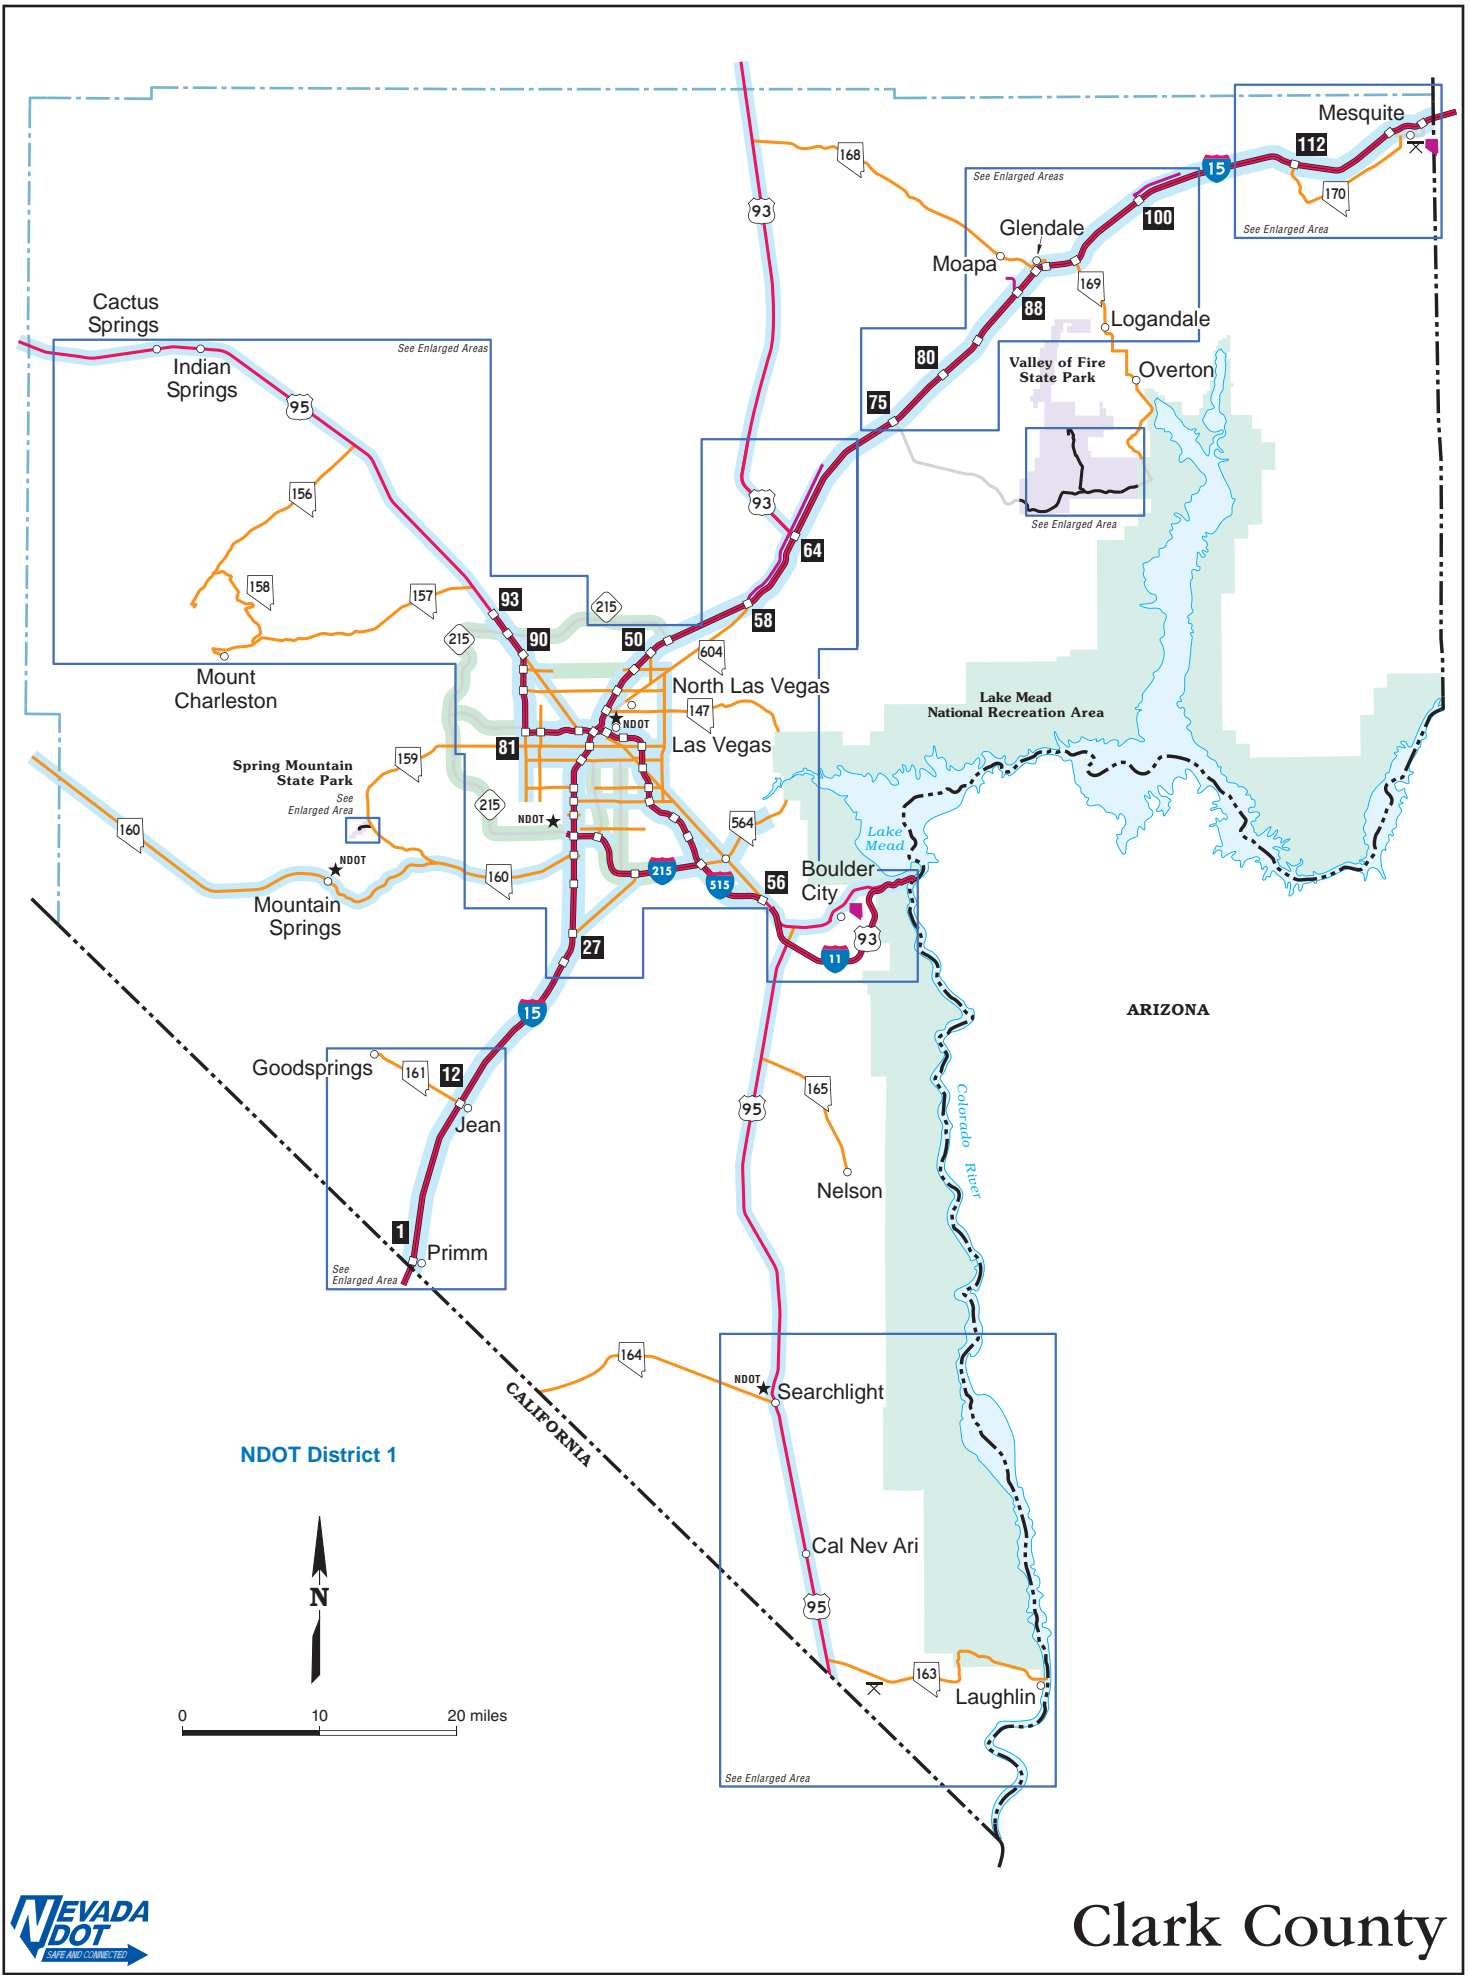 Mesquite
112
168
15
See Enlarged Areas
170
93
100
Glendale
See Enlarged Area
Moapa
169
Cactus
Springs
88
Logandale
See Enlarged Areas
Indian
Springs
80
Valley of Fire
State Park
Overton
95
75
156
93
See Enlarged Area
64
158
157
93
215
58
215
90
50
604
Mount
Charleston
North Las Vegas
Lake Mead
National Recreation Area
147
NDOT
81
Las Vegas
159
Spring Mountain
State Park
See
Enlarged Area
215
160
NDOT
564
Lake
Mead
NDOT
160
215
515
56
Boulder
City
Mountain
Springs
27
93
11
15
ARIZONA
Goodsprings
161
12
165
95
Colorado River
Jean
Nelson
1
Primm
See
Enlarged Area
164
NDOT
Searchlight
CALIFORNIA
NDOT District 1
Cal Nev Ari
N
95
163
Laughlin
0 10 20 miles
See Enlarged Area
NEVADA
DOT
SAFE AND CONNECTED
Clark County